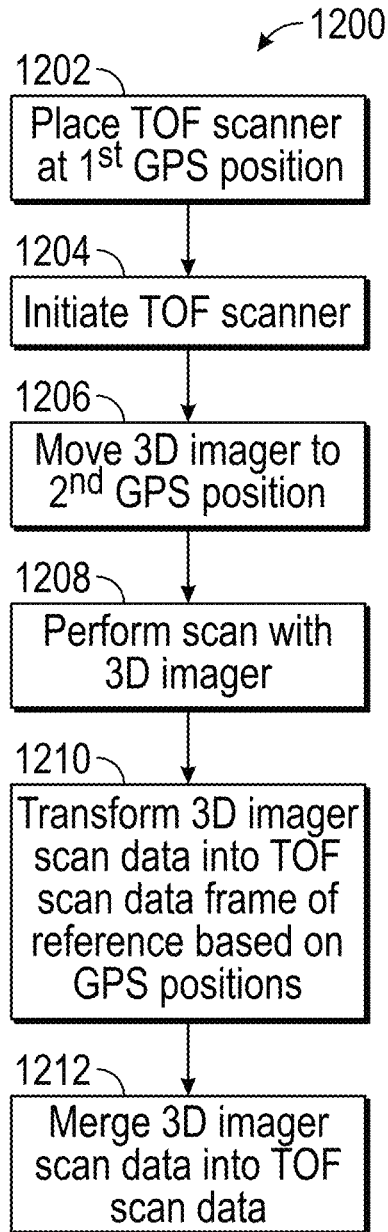 1200
1202
Place TOF scanner
at 1st GPS position
1204
Initiate TOF scanner
1206
Move 3D imager to
2nd GPS position
1208
Perform scan with
3D imager
1210
Transform 3D imager
scan data into TOF
scan data frame of
reference based on
GPS positions
1212
Merge 3D imager
scan data into TOF
scan data